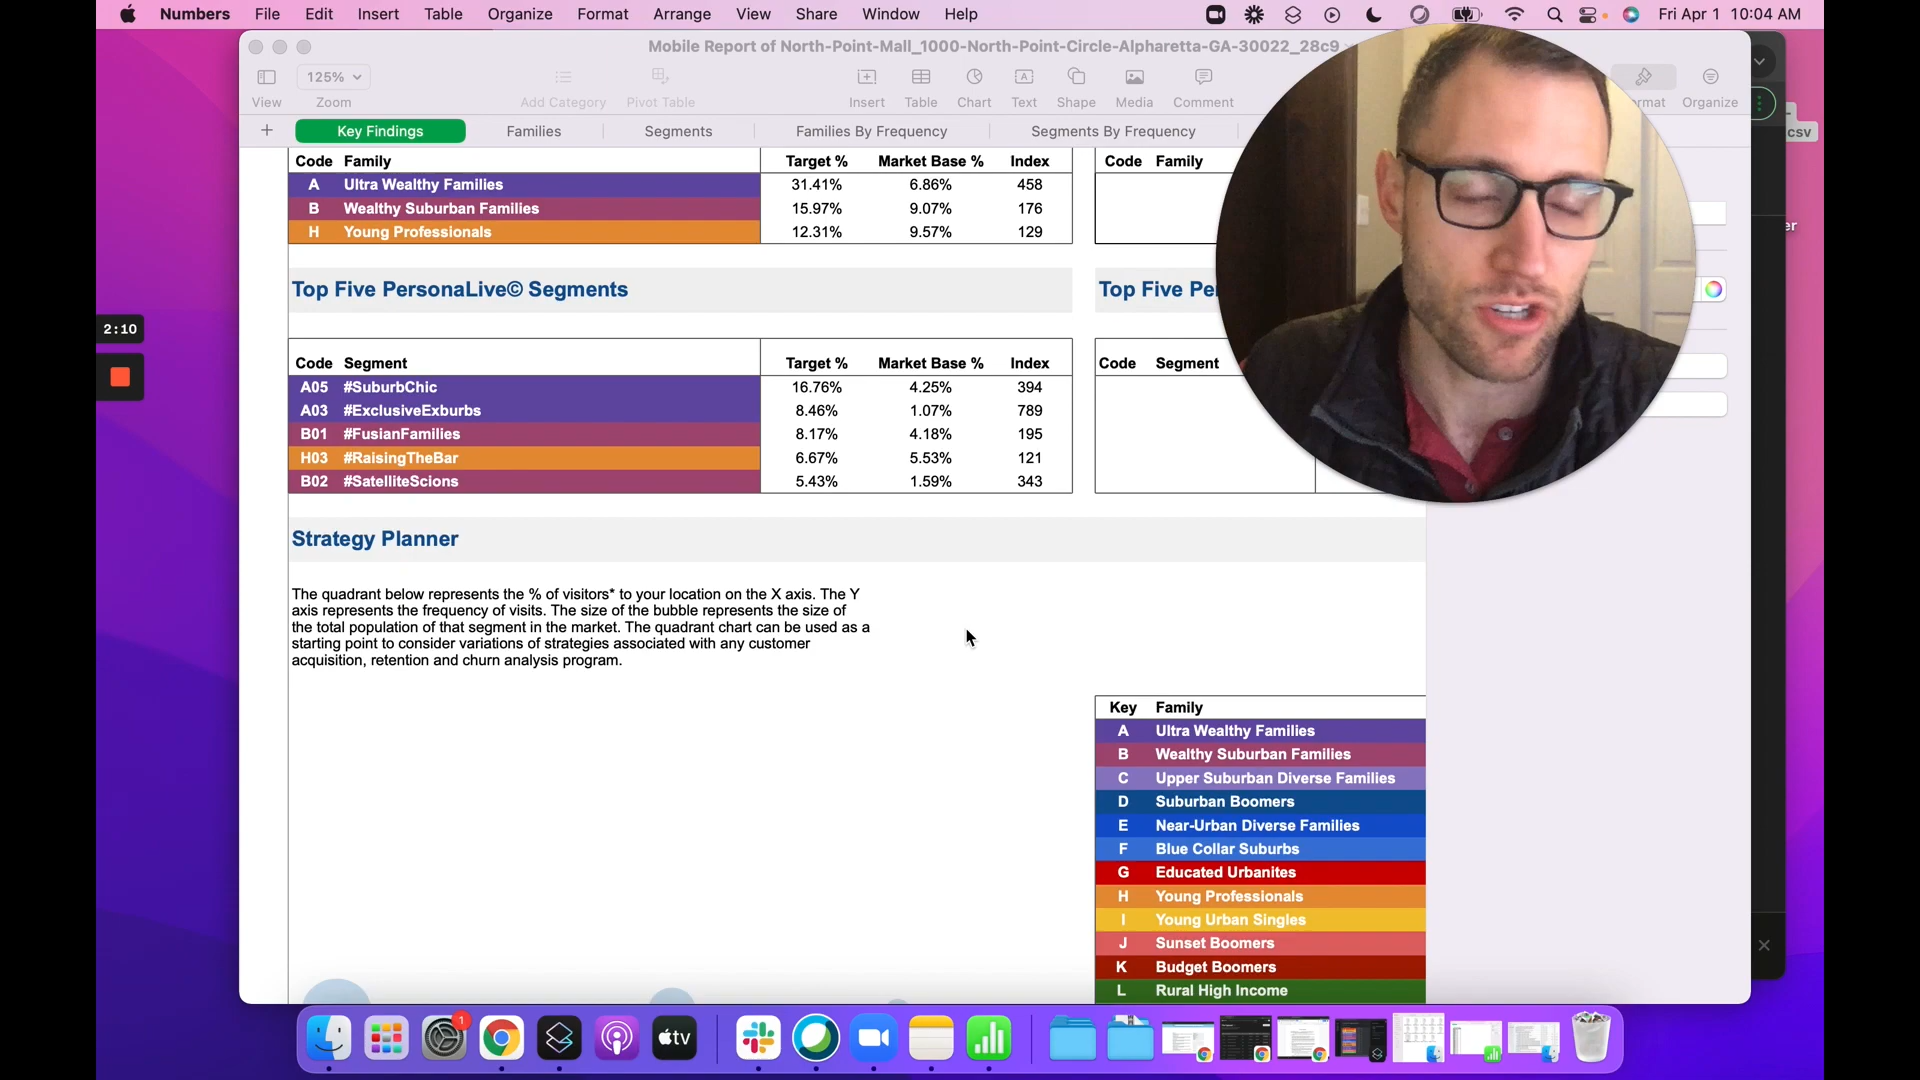 Numbers File Edit Insert Table Organize Format Arrange View Share Window Help Fri Apr 1 10:04 AM
Mobile Report of North-Point-Mall_1000-North-Point-Circle-Alpharetta-GA-30022_28c9
125%
View Zoom Add Category Pivot Table Insert Table Chart Text Shape Media Comment Organize
csv
Key Findings Families Segments Families By Frequency Segments By Frequency
Code Family Target % Market Base % Index Code Family
A Ultra Wealthy Families 31.41% 6.86% 458
B Wealthy Suburban Families 15.97% 9.07% 176
H Young Professionals 12.31% 9.57% 129
Top Five PersonaLive© Segments Top Five
2:10
Code Segment Target % Market Base % Index Code Segment
A05 #SuburbChic 16.76% 4.25% 394
A03 #ExclusiveExburbs 8.46% 1.07% 789
B01 #FusianFamilies 8.17% 4.18% 195
H03 #RaisingTheBar 6.67% 5.53% 121
B02 #SatelliteScions 5.43% 1.59% 343
Strategy Planner
The quadrant below represents the % of visitors* to your location on the X axis. The Y
axis represents the frequency of visits. The size of the bubble represents the size of
the total population of that segment in the market. The quadrant chart can be used as a
starting point to consider variations of strategies associated with any customer
acquisition, retention and churn analysis program.
Key Family
A Ultra Wealthy Families
B Wealthy Suburban Families
C Upper Suburban Diverse Families
D Suburban Boomers
E Near-Urban Diverse Families
F Blue Collar Suburbs
G Educated Urbanites
H Young Professionals
I Young Urban Singles
J Sunset Boomers
K Budget Boomers
L Rural High Income
1
tv